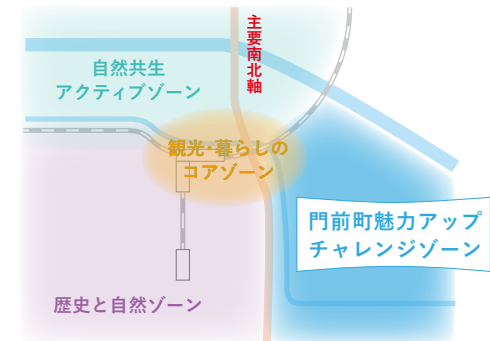 主要南北軸
自然共生
アクティブゾーン
観光・暮らしの
コアゾーン
門前町魅力アップ
チャレンジゾーン
歴史と自然ゾーン